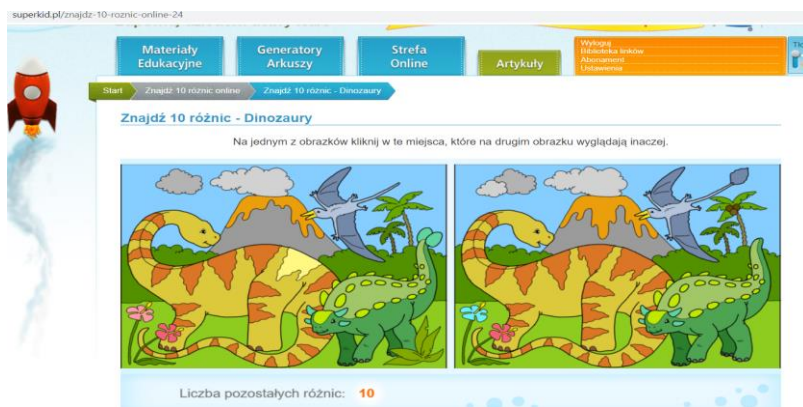 superkid.pl/znajdz-10-roznic-online-24
Materiały
Edukacyjne
Generatory
Arkuszy
Strefa
Online
Artykuły
Wyloguj
Biblioteka linków
Abonament
Ustawienia
Start
Znajdź 10 różnic online
Znajdź 10 różnic - Dinozaury
Znajdź 10 różnic - Dinozaury
Na jednym z obrazków kliknij w te miejsca, które na drugim obrazku wyglądają inaczej.
Liczba pozostałych różnic: 10